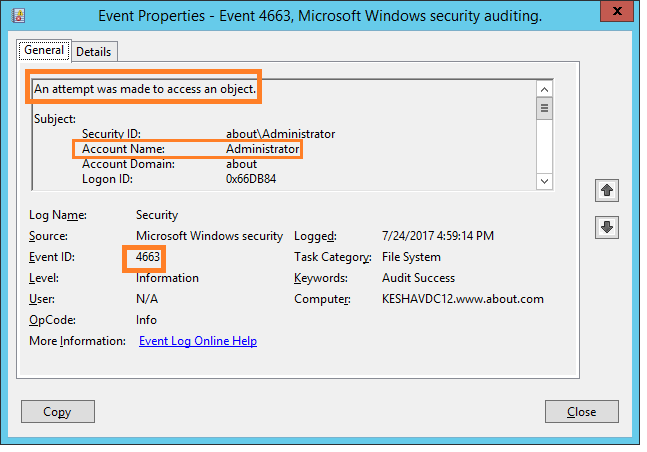 Event Properties - Event 4663, Microsoft Windows security auditing.
x
General Details
An attempt was made to access an object.
Subject:
Security ID: about\Administrator
Account Name: Administrator
Account Domain: about
Logon ID: 0x66DB84
Log Name: Security
Source: Microsoft Windows security Logged: 7/24/2017 4:59:14 PM
Event ID: 4663 Task Category: File System
Level: Information Keywords: Audit Success
User: N/A Computer: KESHAVDC12.www.about.com
OpCode: Info
More Information: Event Log Online Help
Copy Close